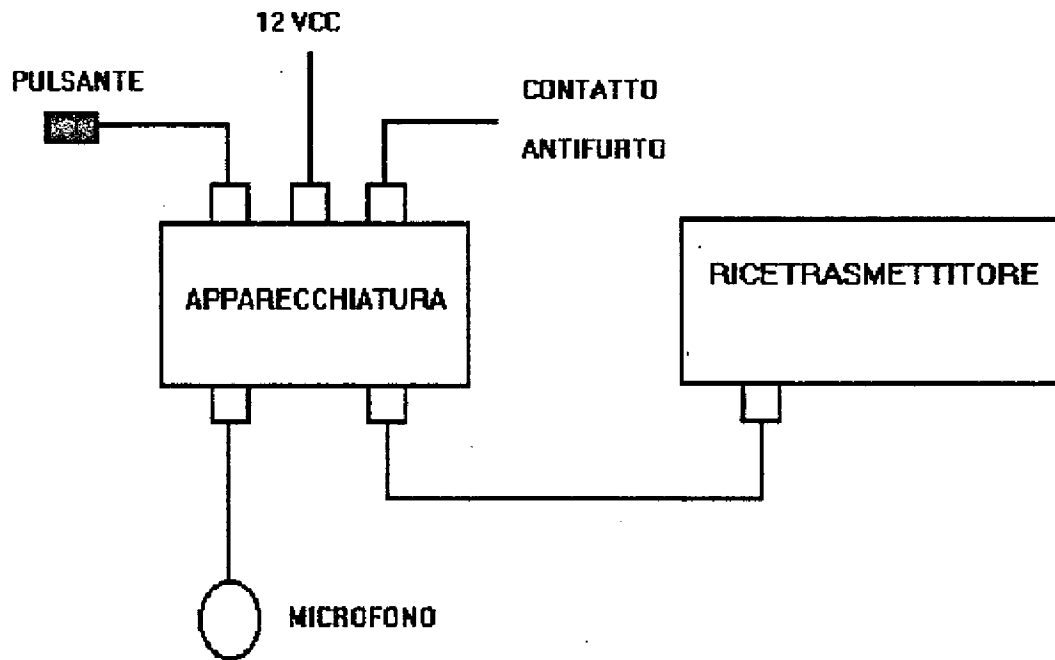 12 VCC
PULSANTE
CONTATTO
ANTIFURTO
APPARECCHIATURA
RICETRASMETTITORE
MICROFONO